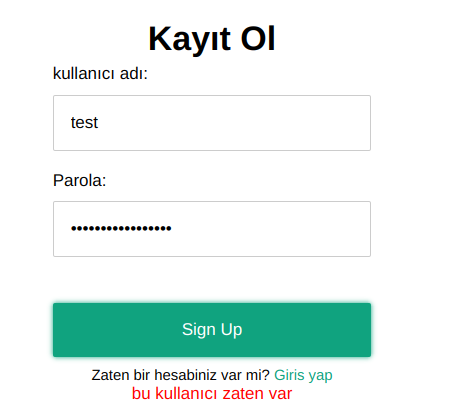 Kayıt Ol
kullanıcı adı:
test
Parola:
•••••••••••••••••
Sign Up
Zaten bir hesabiniz var mi? Giris yap
bu kullanıcı zaten var